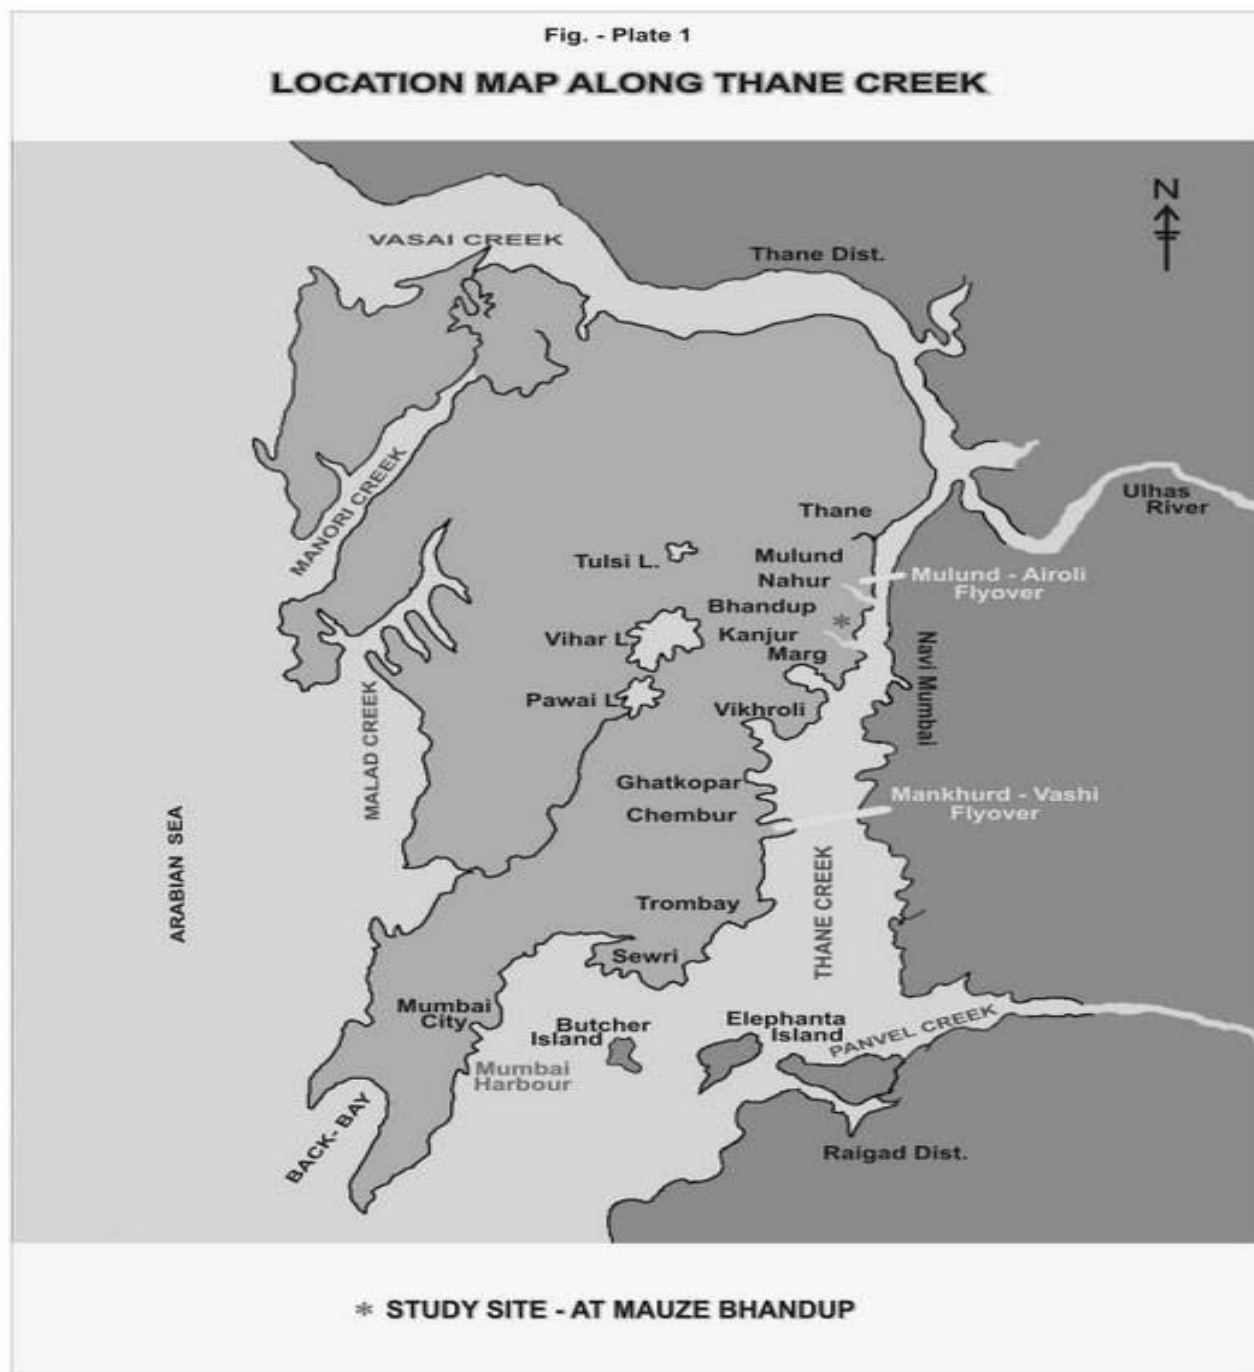 Fig. - Plate 1
LOCATION MAP ALONG THANE CREEK
N
VASAI CREEK
Thane Dist.
MANORI CREEK
Ulhas
River
Thane
Tulsi L.
Mulund
Nahur
Mulund - Airoli
Flyover
Bhandup
*
Vihar L
Kanjur
Marg
Navi Mumbai
Pawai L
Vikhroli
MALAD CREEK
Ghatkopar
Mankhurd - Vashi
Flyover
Chembur
ARABIAN SEA
THANE CREEK
Trombay
Sewri
Mumbai
City
Butcher
Island
Elephanta
Island
PANVEL CREEK
Mumbai
Harbour
BACK- BAY
Raigad Dist.
* STUDY SITE - AT MAUZE BHANDUP